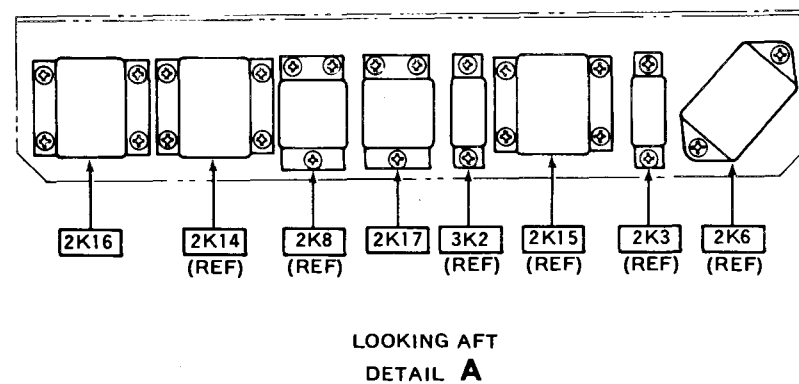 2K16 2K14 2K8 2K17 3K2 2K15 2K3 2K6
(REF) (REF) (REF) (REF) (REF) (REF)
LOOKING AFT
DETAIL A